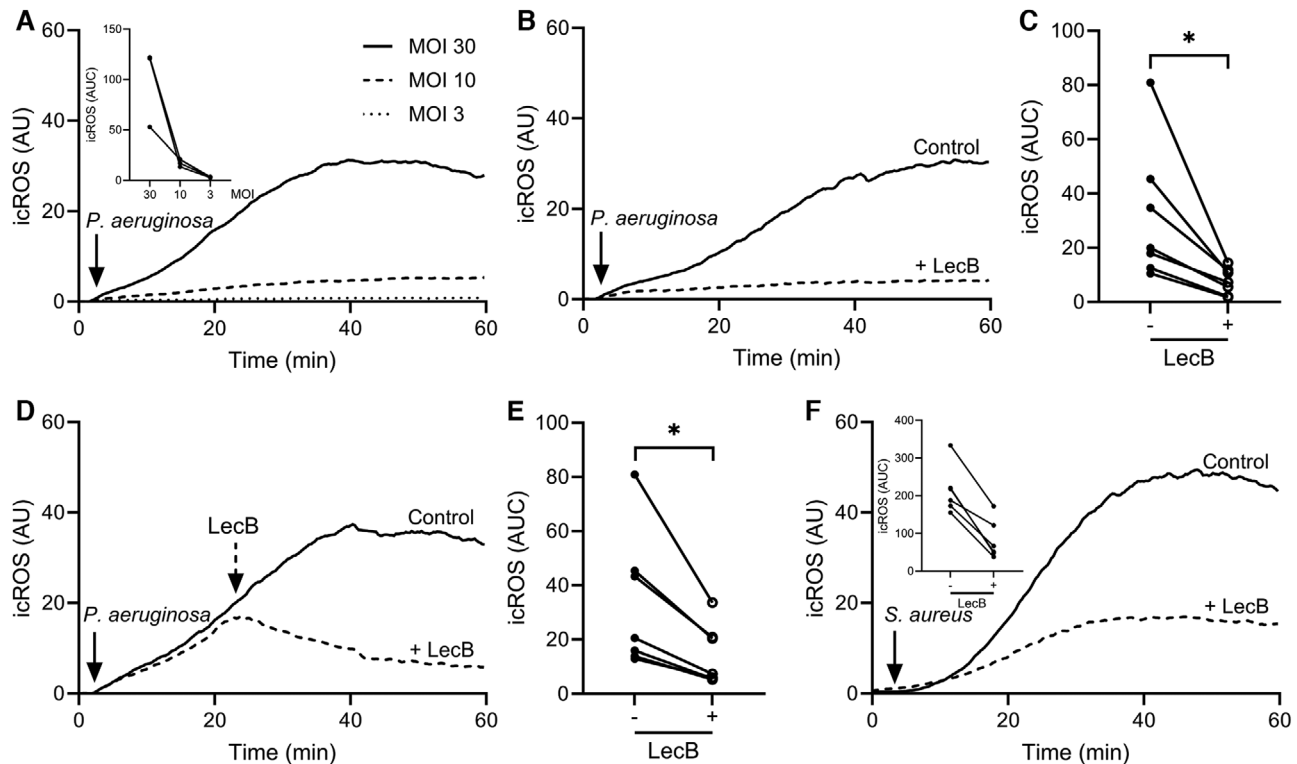 A
60
40
20
0
icROS (AU)
150
100
50
0
icROS (AUC)
30 10 3 MOI
MOI 30
MOI 10
MOI 3
P. aeruginosa
0 20 40 60
Time (min)
B
60
40
20
0
icROS (AU)
Control
P. aeruginosa
+ LecB
0 20 40 60
Time (min)
C
100
80
60
40
20
0
icROS (AUC)
*
- +
LecB
D
60
40
20
0
icROS (AU)
LecB
Control
P. aeruginosa
+ LecB
0 20 40 60
Time (min)
E
100
80
60
40
20
0
icROS (AUC)
*
- +
LecB
F
60
40
20
0
icROS (AU)
400
300
200
100
0
icROS (AUC)
- +
LecB
Control
S. aureus
+ LecB
0 20 40 60
Time (min)